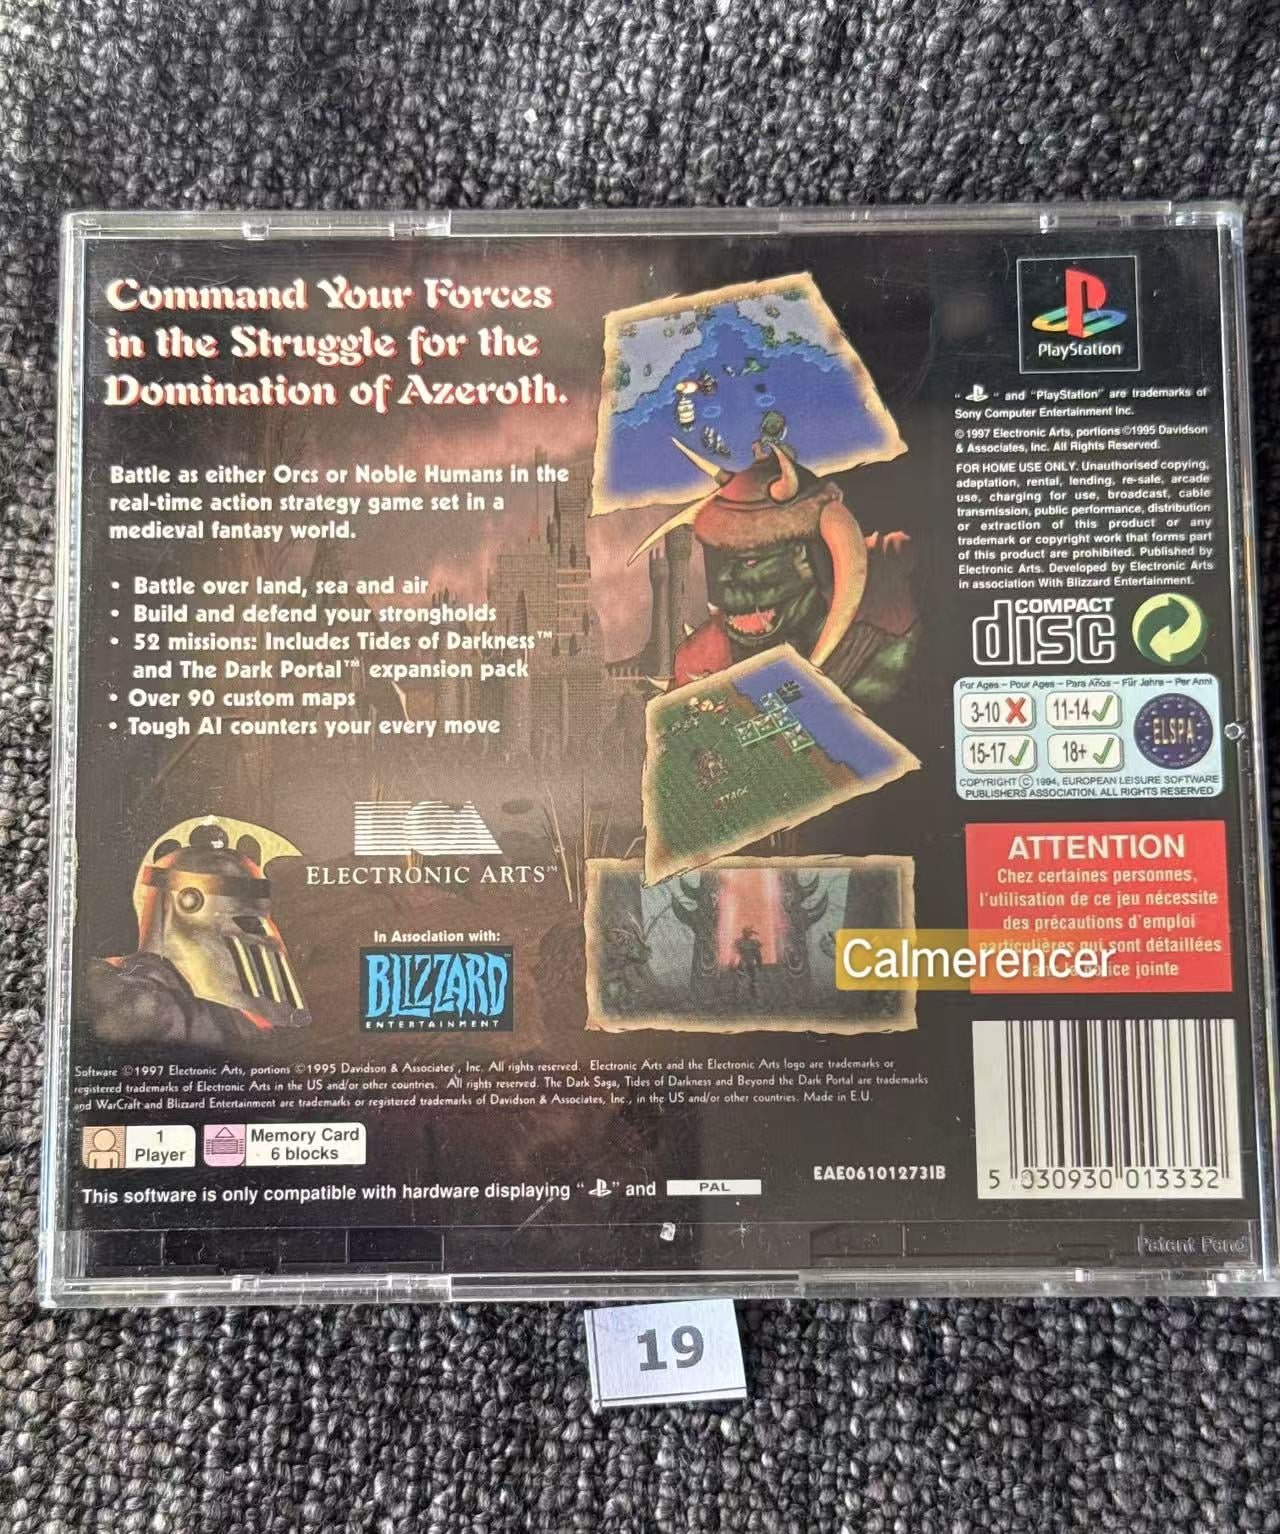 Command Your Forces
in the Struggle for the
Domination of Azeroth.
Battle as either Orcs or Noble Humans in the
real-time action strategy game set in a
medieval fantasy world.
• Battle over land, sea and air
• Build and defend your strongholds
• 52 missions: Includes Tides of Darkness™
and The Dark Portal™ expansion pack
• Over 90 custom maps
• Tough AI counters your every move
ELECTRONIC ARTS™
In Association with:
BLIZZARD
ENTERTAINMENT
Software ©1997 Electronic Arts, portions ©1995 Davidson & Associates, Inc. All rights reserved. Electronic Arts and the Electronic Arts logo are trademarks or
registered trademarks of Electronic Arts in the US and/or other countries. All rights reserved. The Dark Saga, Tides of Darkness and Beyond the Dark Portal are trademarks
and WarCraft and Blizzard Entertainment are trademarks or registered trademarks of Davidson & Associates, Inc., in the US and/or other countries. Made in E.U.
1
Player
Memory Card
6 blocks
This software is only compatible with hardware displaying " " and PAL
EAE06101273IB
PlayStation
" " and "PlayStation" are trademarks of
Sony Computer Entertainment Inc.
© 1997 Electronic Arts, portions ©1995 Davidson
& Associates, Inc. All Rights Reserved.
FOR HOME USE ONLY. Unauthorised copying,
adaptation, rental, lending, re-sale, arcade
use, charging for use, broadcast, cable
transmission, public performance, distribution
or extraction of this product or any
trademark or copyright work that forms part
of this product are prohibited. Published by
Electronic Arts. Developed by Electronic Arts
in association With Blizzard Entertainment.
COMPACT
disc
For Ages – Pour Ages – Para Años – Für Jahre – Per Anni
3-10 11-14
15-17 18+
ELSPA
COPYRIGHT © 1994, EUROPEAN LEISURE SOFTWARE
PUBLISHERS ASSOCIATION. ALL RIGHTS RESERVED
ATTENTION
Chez certaines personnes,
l'utilisation de ce jeu nécessite
des précautions d'emploi
particulières qui sont détaillées
jointe
Calmerencer
5 030930 013332
Patent Pend
19